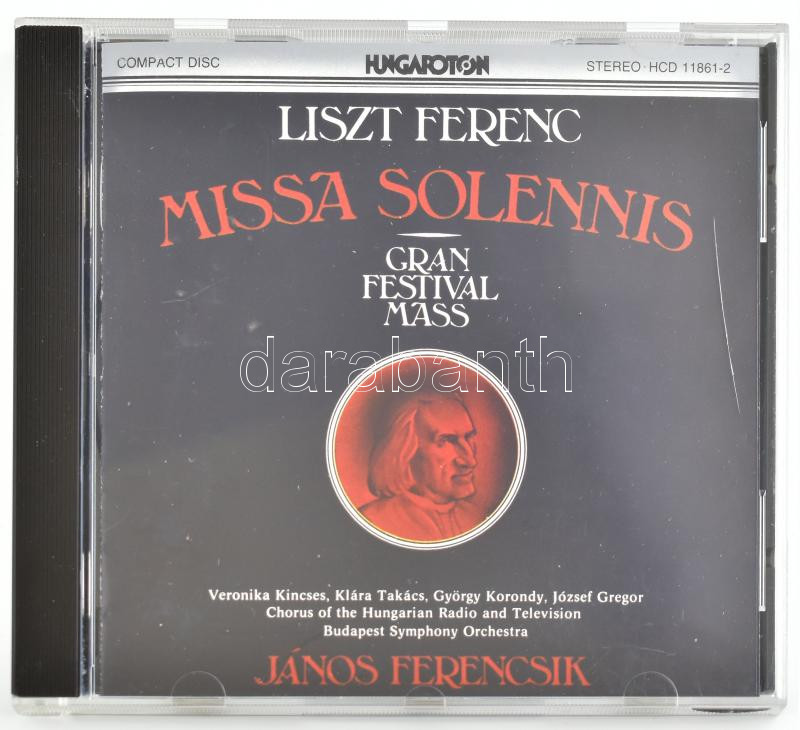 COMPACT DISC HUNGAROTON STEREO · HCD 11861-2
LISZT FERENC
MISSA SOLENNIS
GRAN
FESTIVAL
MASS
darabanth
Veronika Kincses, Klára Takács, György Korondy, József Gregor
Chorus of the Hungarian Radio and Television
Budapest Symphony Orchestra
JÁNOS FERENCSIK